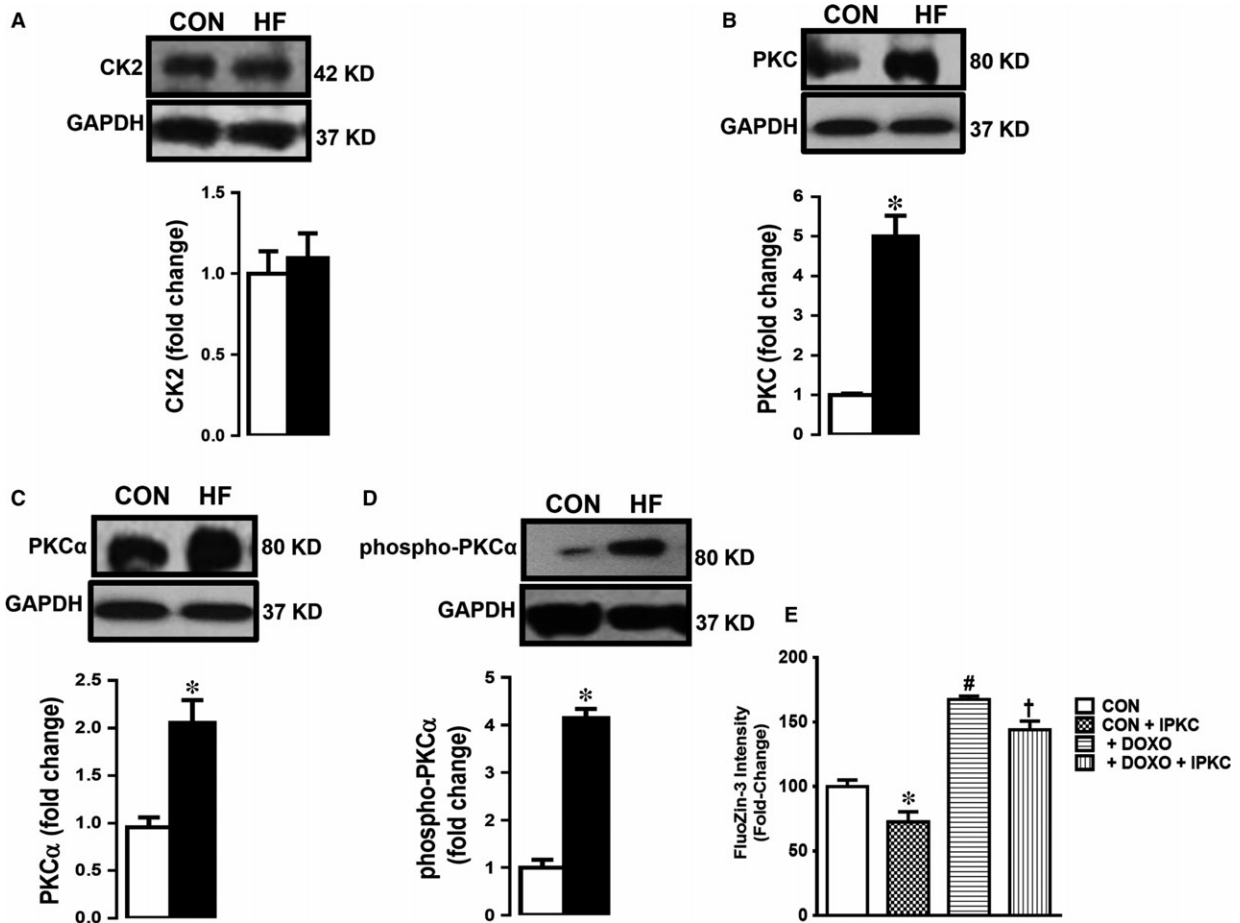 A
CON HF
CK2
42 KD
GAPDH
37 KD
1.5
1.0
0.5
0.0
CK2 (fold change)
B
CON HF
PKC
80 KD
GAPDH
37 KD
6
5
4
3
2
1
0
PKC (fold change)
*
C
CON HF
PKCα
80 KD
GAPDH
37 KD
2.5
2.0
1.5
1.0
0.5
0.0
PKCα (fold change)
*
D
CON HF
phospho-PKCα
80 KD
GAPDH
37 KD
5
4
3
2
1
0
phospho-PKCα
(fold change)
*
E
200
150
100
50
0
FluoZin-3 Intensity
(Fold-Change)
*
#
†
CON
CON + IPKC
+ DOXO
+ DOXO + IPKC